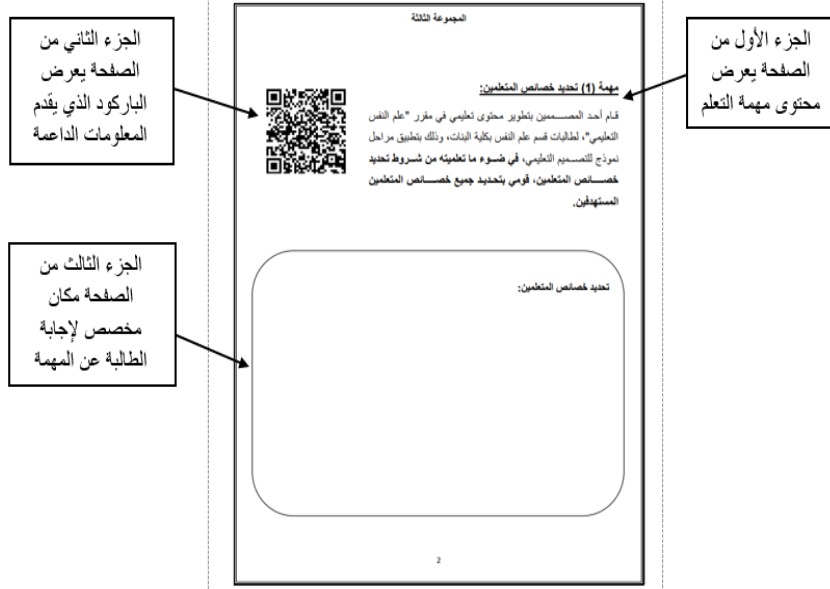 المجموعة الثالثة
الجزء الأول من
الصفحة يعرض
محتوى مهمة التعلم
الجزء الثاني من
الصفحة يعرض
الباركود الذي يقدم
المعلومات الداعمة
مهمة (1) تحديد خصائص المتعلمين:
قام أحد المصممين بتطوير محتوى تعليمي في مقرر "علم النفس
التعليمي"، لطالبات قسم علم النفس بكلية البنات، وذلك بتطبيق مراحل
نموذج للتصميم التعليمي، في ضوء ما تعلمتيه من شروط تحديد
خصائص المتعلمين، قومي بتحديد جميع خصائص المتعلمين
المستهدفين.
الجزء الثالث من
الصفحة مكان
مخصص لإجابة
الطالبة عن المهمة
تحديد خصائص المتعلمين:
2